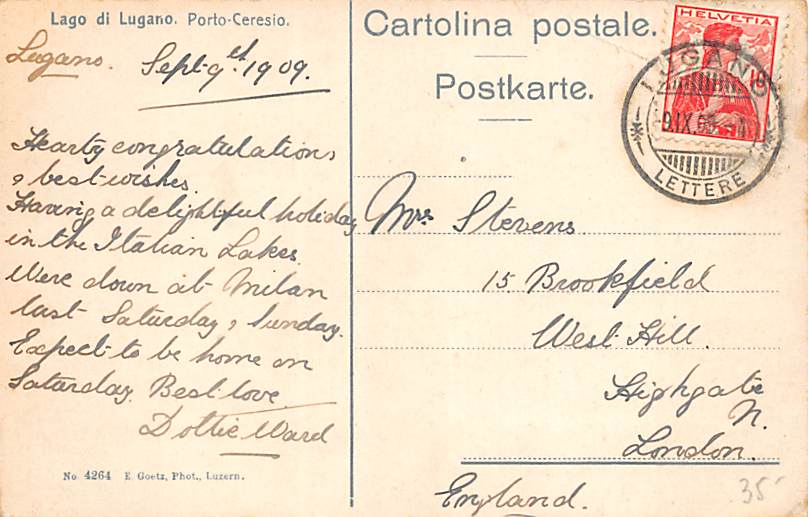 Lago di Lugano. Porto-Ceresio.
Lugano. Sept. 9th 1909.
Hearty congratulations
& best wishes.
Having a delightful holiday
in the Italian Lakes.
Were down at Milan
last Saturday & Sunday.
Expect to be home on
Saturday. Best love
Dottie Ward
No. 4264 E. Goetz, Phot., Luzern.
Cartolina postale.
Postkarte.
HELVETIA
10
LUGANO
LETTERE
Mrs Stevens
15 Brookfield
West Hill.
Highgate
N.
London.
England.
35